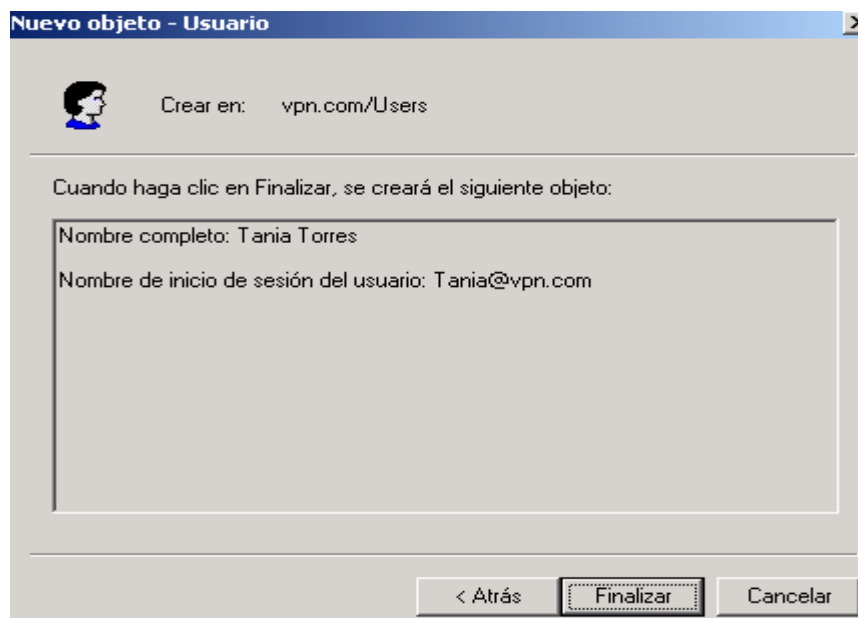 Nuevo objeto - Usuario
Crear en: vpn.com/Users
Cuando haga clic en Finalizar, se creará el siguiente objeto:
Nombre completo: Tania Torres
Nombre de inicio de sesión del usuario: Tania@vpn.com
< Atrás Finalizar Cancelar